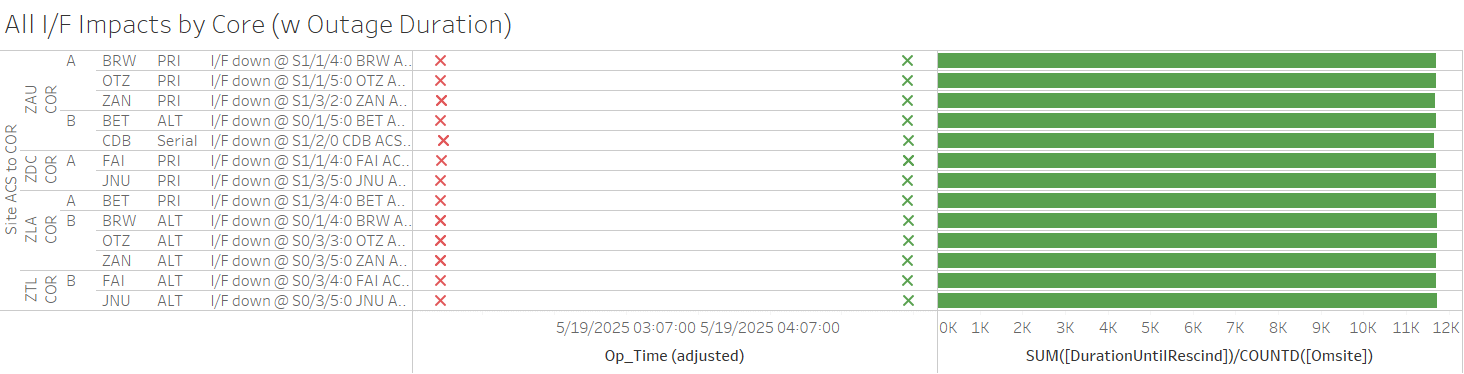 All I/F Impacts by Core (w Outage Duration)
Site ACS to COR
ZAU COR
A BRW PRI I/F down @ S1/1/4:0 BRW A..
OTZ PRI I/F down @ S1/1/5:0 OTZ A..
ZAN PRI I/F down @ S1/3/2:0 ZAN A..
B BET ALT I/F down @ S0/1/5:0 BET A..
CDB Serial I/F down @ S1/2/0 CDB ACS..
ZDC COR
A FAI PRI I/F down @ S1/1/4:0 FAI AC..
JNU PRI I/F down @ S1/3/5:0 JNU A..
ZLA COR
A BET PRI I/F down @ S1/3/4:0 BET A..
B BRW ALT I/F down @ S0/1/4:0 BRW A..
OTZ ALT I/F down @ S0/3/3:0 OTZ A..
ZAN ALT I/F down @ S0/3/5:0 ZAN A..
ZTL COR
B FAI ALT I/F down @ S0/3/4:0 FAI AC..
JNU ALT I/F down @ S0/3/5:0 JNU A..
5/19/2025 03:07:00 5/19/2025 04:07:00
0K 1K 2K 3K 4K 5K 6K 7K 8K 9K 10K 11K 12K
Op_Time (adjusted)
SUM([DurationUntilRescind])/COUNTD([Omsite])